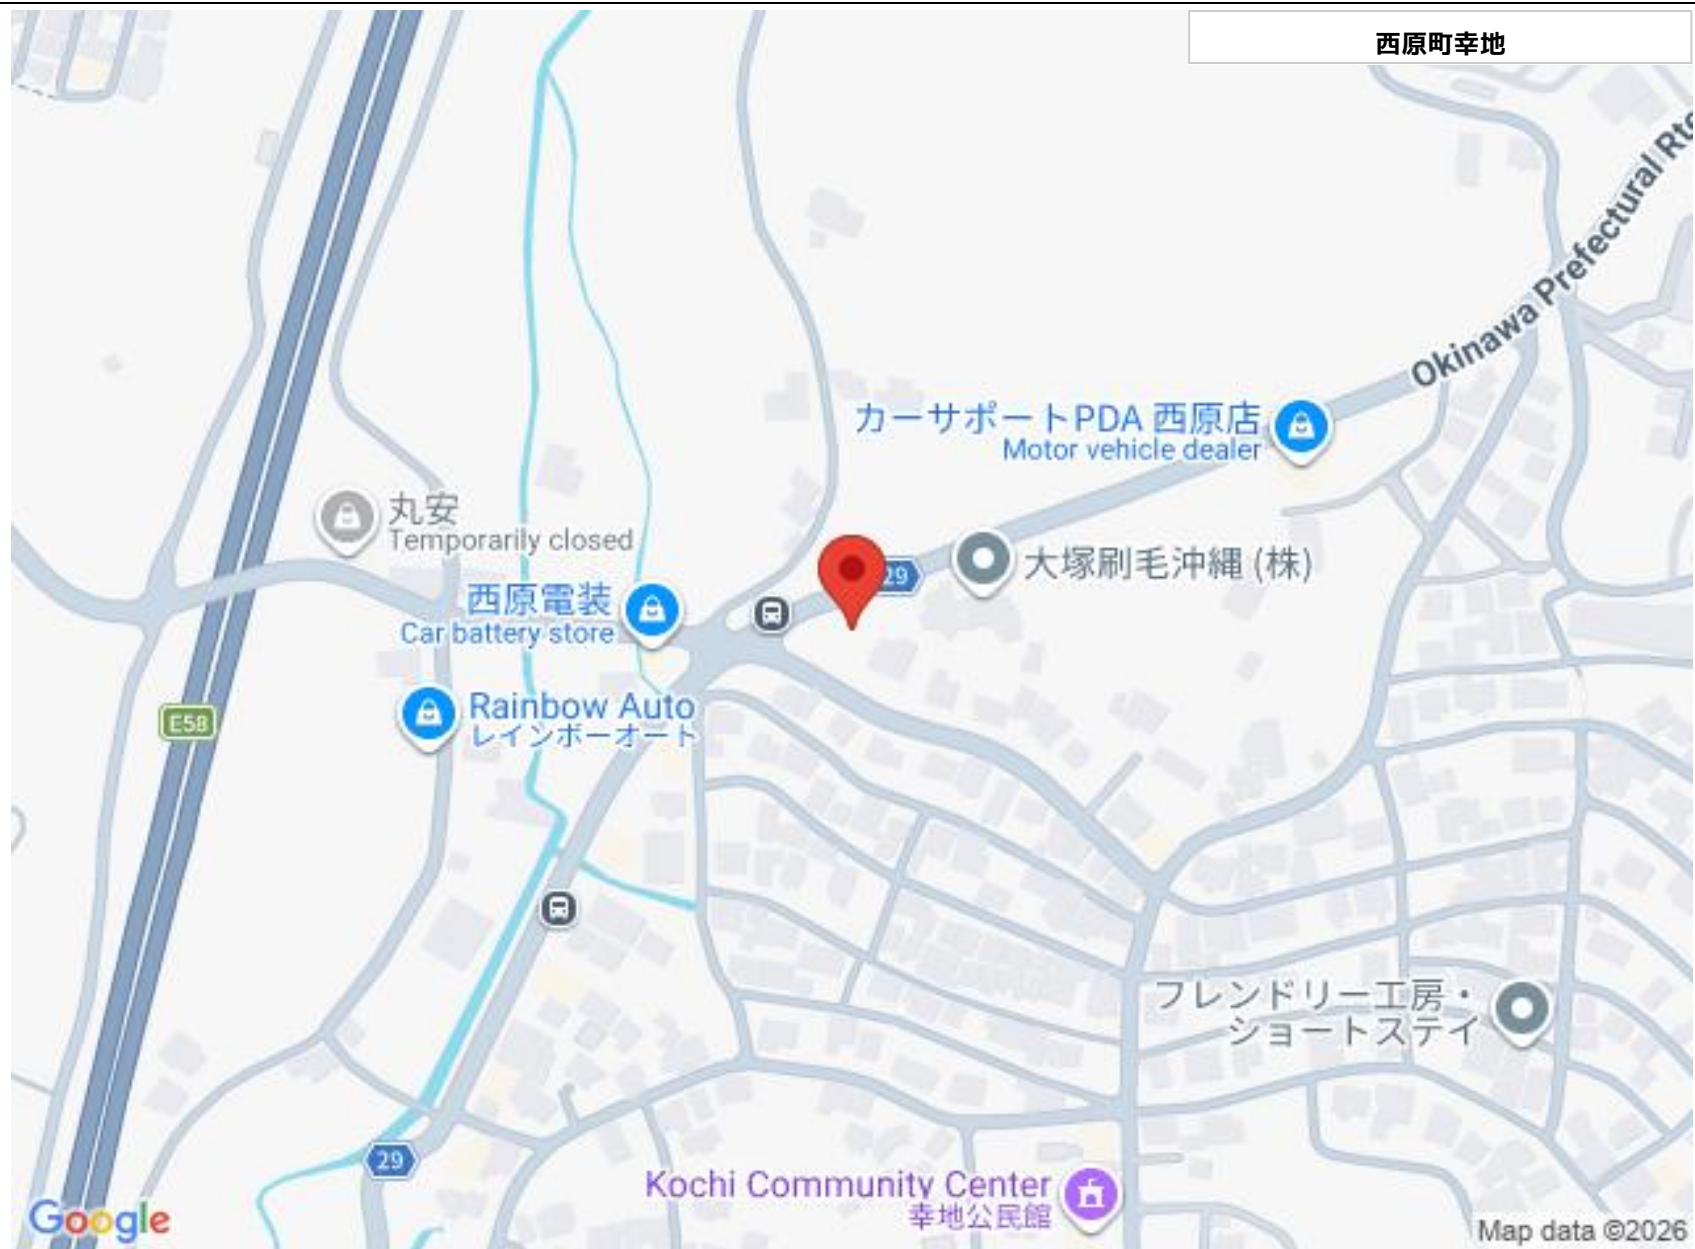 西原町幸地
Okinawa Prefectural Rte
カーサポートPDA 西原店
Motor vehicle dealer
丸安
Temporarily closed
29
大塚刷毛沖縄 (株)
西原電装
Car battery store
Rainbow Auto
レインボーオート
E58
フレンドリー工房・
ショートステイ
29
Kochi Community Center
幸地公民館
Google
Map data ©2026